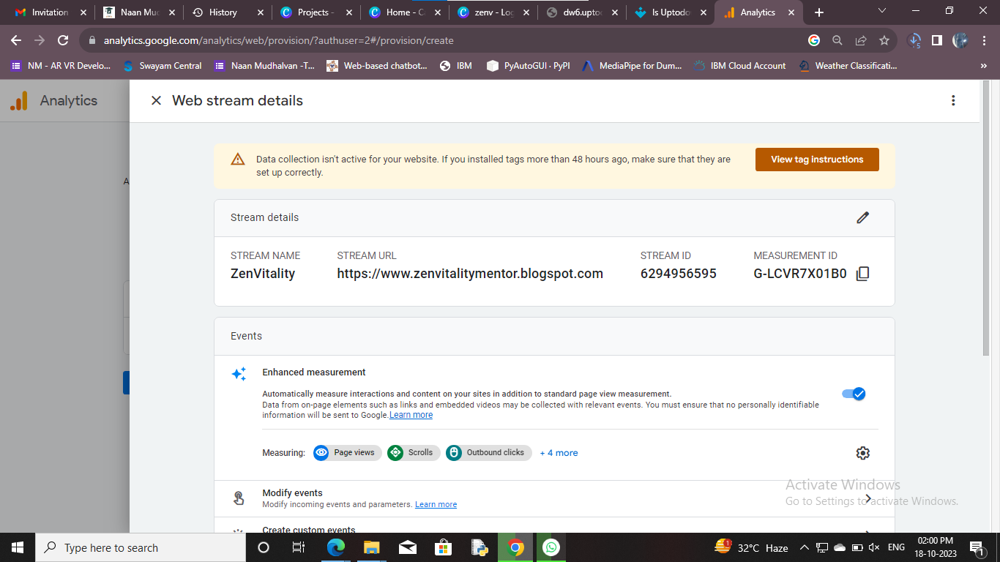 Invitation
Naan Muc
History
Projects -
Home - C
zenv - Log
dw6.uptoc
Is Uptodo
Analytics
analytics.google.com/analytics/web/provision/?authuser=2#/provision/create
5
NM - AR VR Develo...
Swayam Central
Naan Mudhalvan -T...
Web-based chatbot...
IBM
PyAutoGUI · PyPI
MediaPipe for Dum...
IBM Cloud Account
Weather Classificati...
»
Analytics
Web stream details
Data collection isn't active for your website. If you installed tags more than 48 hours ago, make sure that they are
set up correctly.
View tag instructions
A
Stream details
STREAM NAME
STREAM URL
STREAM ID
MEASUREMENT ID
ZenVitality
https://www.zenvitalitymentor.blogspot.com
6294956595
G-LCVR7X01B0
Events
Enhanced measurement
Automatically measure interactions and content on your sites in addition to standard page view measurement.
Data from on-page elements such as links and embedded videos may be collected with relevant events. You must ensure that no personally identifiable
information will be sent to Google. Learn more
Measuring:
Page views
Scrolls
Outbound clicks
+ 4 more
Modify events
Modify incoming events and parameters. Learn more
Create custom events
Activate Windows
Go to Settings to activate Windows.
Type here to search
1
32°C Haze
ENG
02:00 PM
18-10-2023
1